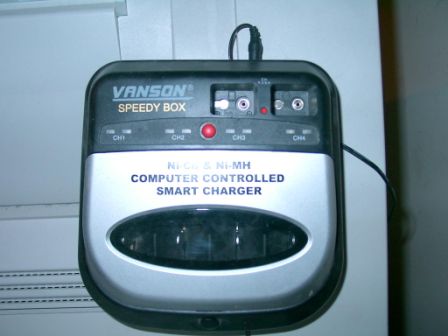 VANSON®
SPEEDY BOX
CH1 CH2 CH3 CH4
Ni-Cd & Ni-MH
COMPUTER CONTROLLED
SMART CHARGER